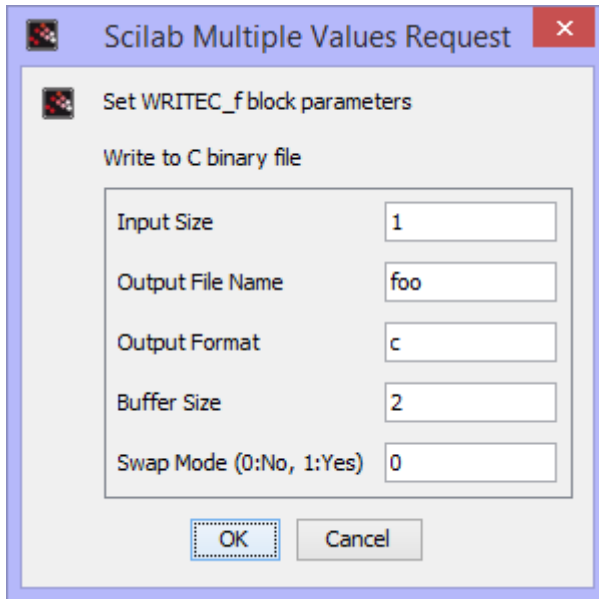 Scilab Multiple Values Request
Set WRITEC_f block parameters
Write to C binary file
Input Size 1
Output File Name foo
Output Format c
Buffer Size 2
Swap Mode (0:No, 1:Yes) 0
OK Cancel